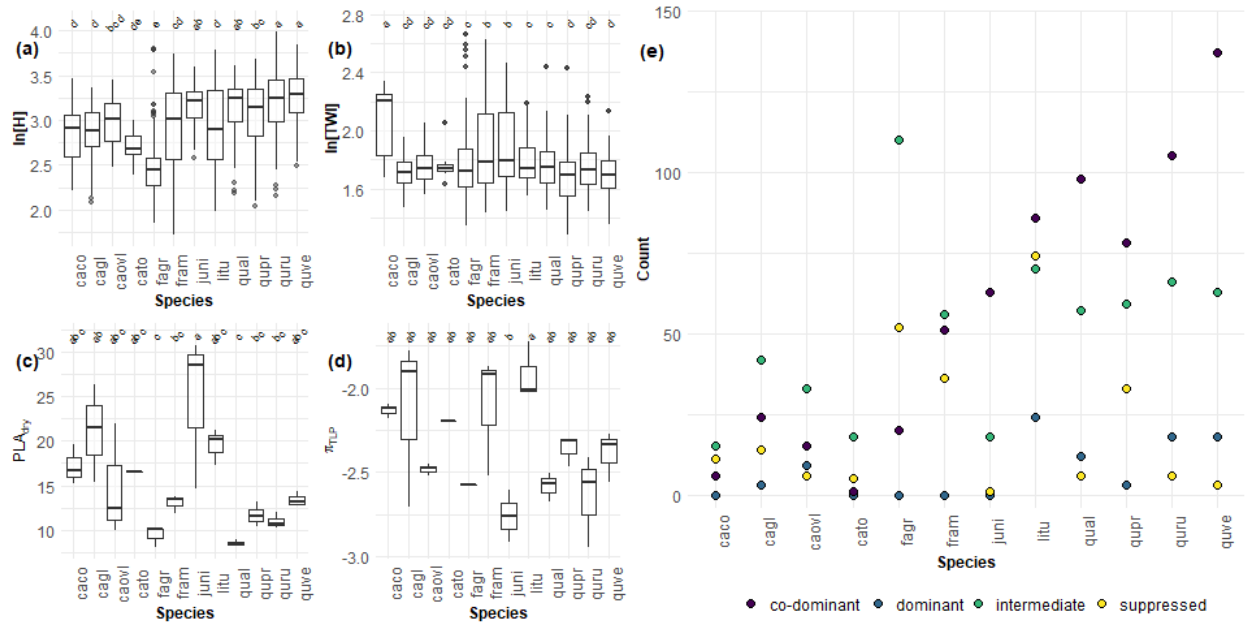 (a)
ln[H]
4.0
3.5
3.0
2.5
2.0
caco
cagl
caovl
cato
fagr
fram
juni
litu
qual
qupr
quru
quve
Species
(b)
ln[TWI]
2.8
2.4
2.0
1.6
caco
cagl
caovl
cato
fagr
fram
juni
litu
qual
qupr
quru
quve
Species
(c)
PLAdry
30
25
20
15
10
caco
cagl
caovl
cato
fagr
fram
juni
litu
qual
qupr
quru
quve
Species
(d)
πTLP
-2.0
-2.5
-3.0
caco
cagl
caovl
cato
fagr
fram
juni
litu
qual
qupr
quru
quve
Species
(e)
Count
150
100
50
0
caco
cagl
caovl
cato
fagr
fram
juni
litu
qual
qupr
quru
quve
Species
co-dominant dominant intermediate suppressed